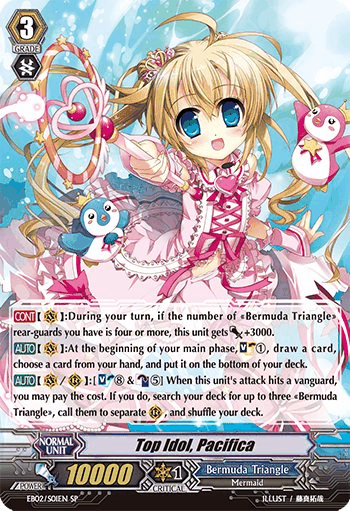 3
GRADE
CONT【 】:During your turn, if the number of «Bermuda Triangle»
rear-guards you have is four or more, this unit gets +3000.
AUTO【 】:At the beginning of your main phase, ①, draw a card,
choose a card from your hand, and put it on the bottom of your deck.
AUTO【 / 】:[ ⑧ & ⑤] When this unit's attack hits a vanguard,
you may pay the cost. If you do, search your deck for up to three «Bermuda
Triangle», call them to separate , and shuffle your deck.
NORMAL
UNIT
Top Idol, Pacifica
POWER
10000
1
CRITICAL
Bermuda Triangle
Mermaid
EB02/S01EN SP
ILLUST / 藤真拓哉